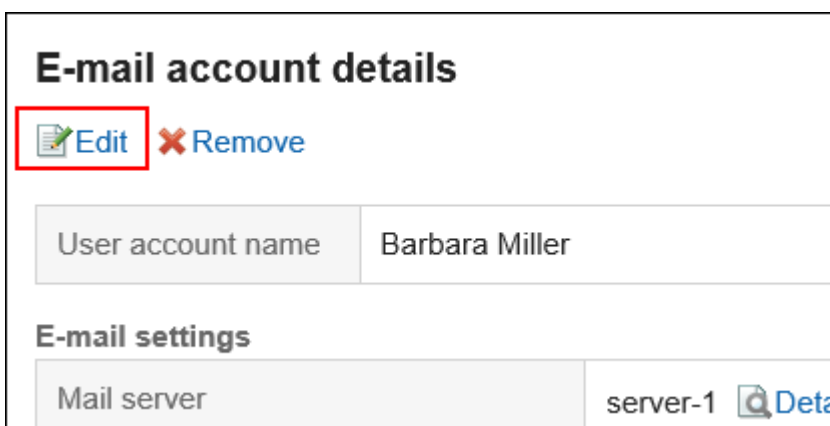 E-mail account details
Edit Remove
User account name Barbara Miller
E-mail settings
Mail server server-1